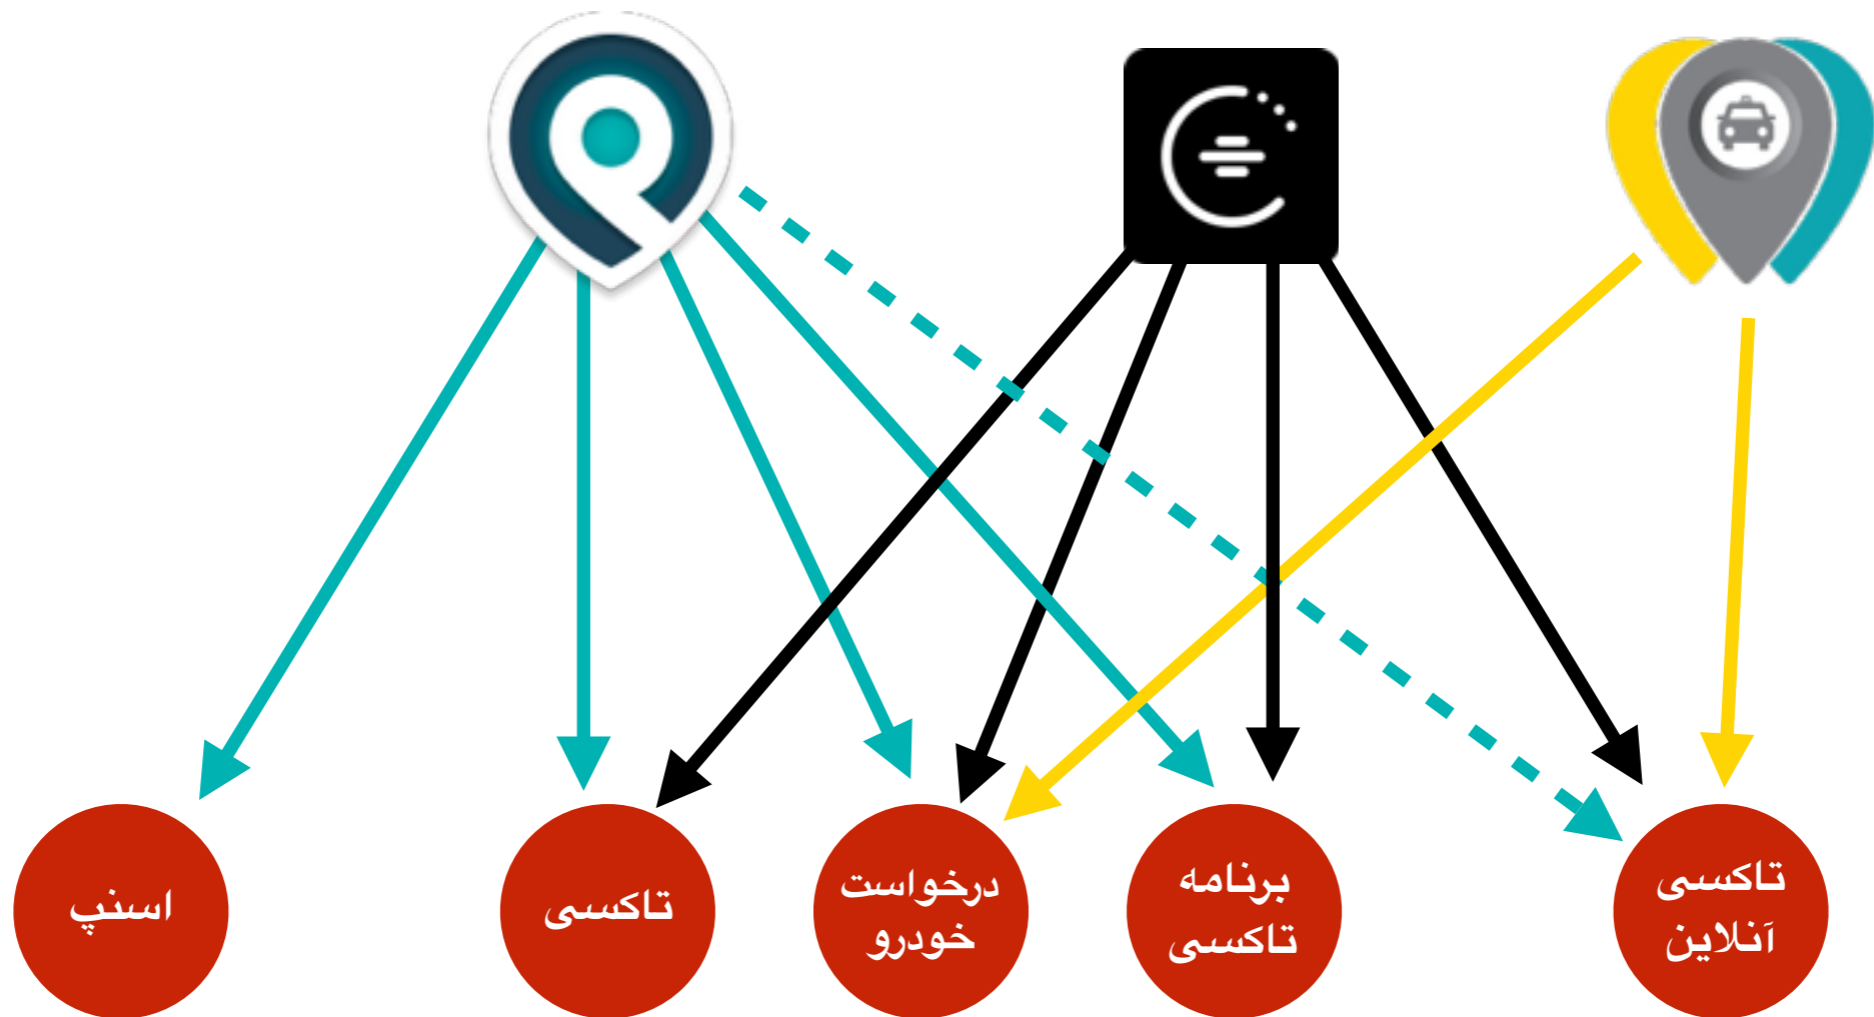 اسنپ
تاکسی
درخواست
خودرو
برنامه
تاکسی
تاکسی
آنلاین